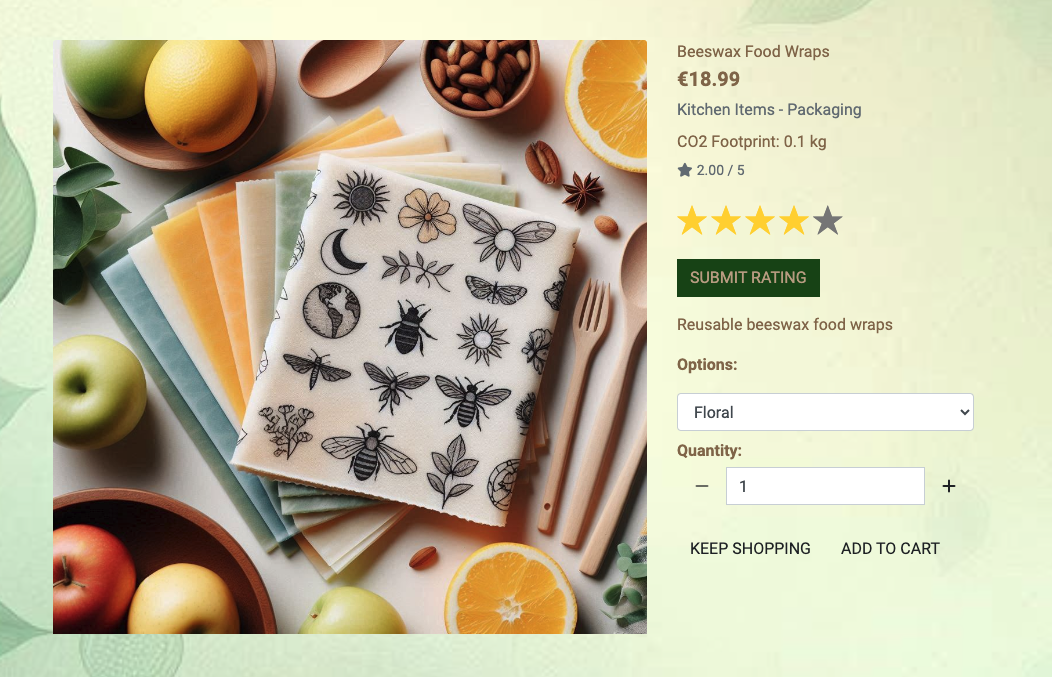 Beeswax Food Wraps
€18.99
Kitchen Items - Packaging
CO2 Footprint: 0.1 kg
2.00 / 5
SUBMIT RATING
Reusable beeswax food wraps
Options:
Floral
Quantity:
1
KEEP SHOPPING ADD TO CART